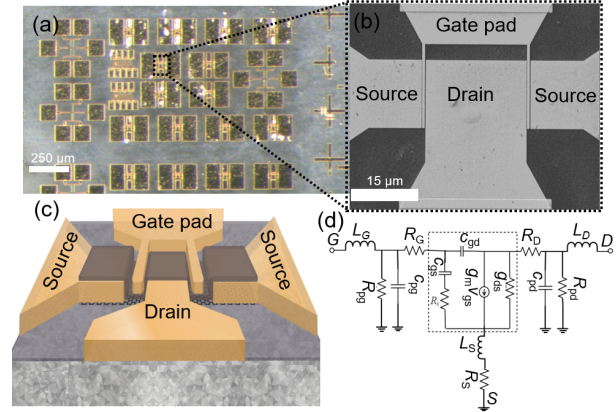 (a)
250 μm
(b)
Gate pad
Source
Drain
Source
15 μm
(c)
Gate pad
Source
Source
Drain
(d)
G
L_G
R_G
c_gd
R_D
L_D
D
R_pg
c_pg
c_gs
R_i
g_m V_gs
g_ds
c_pd
R_pd
L_S
R_S
S